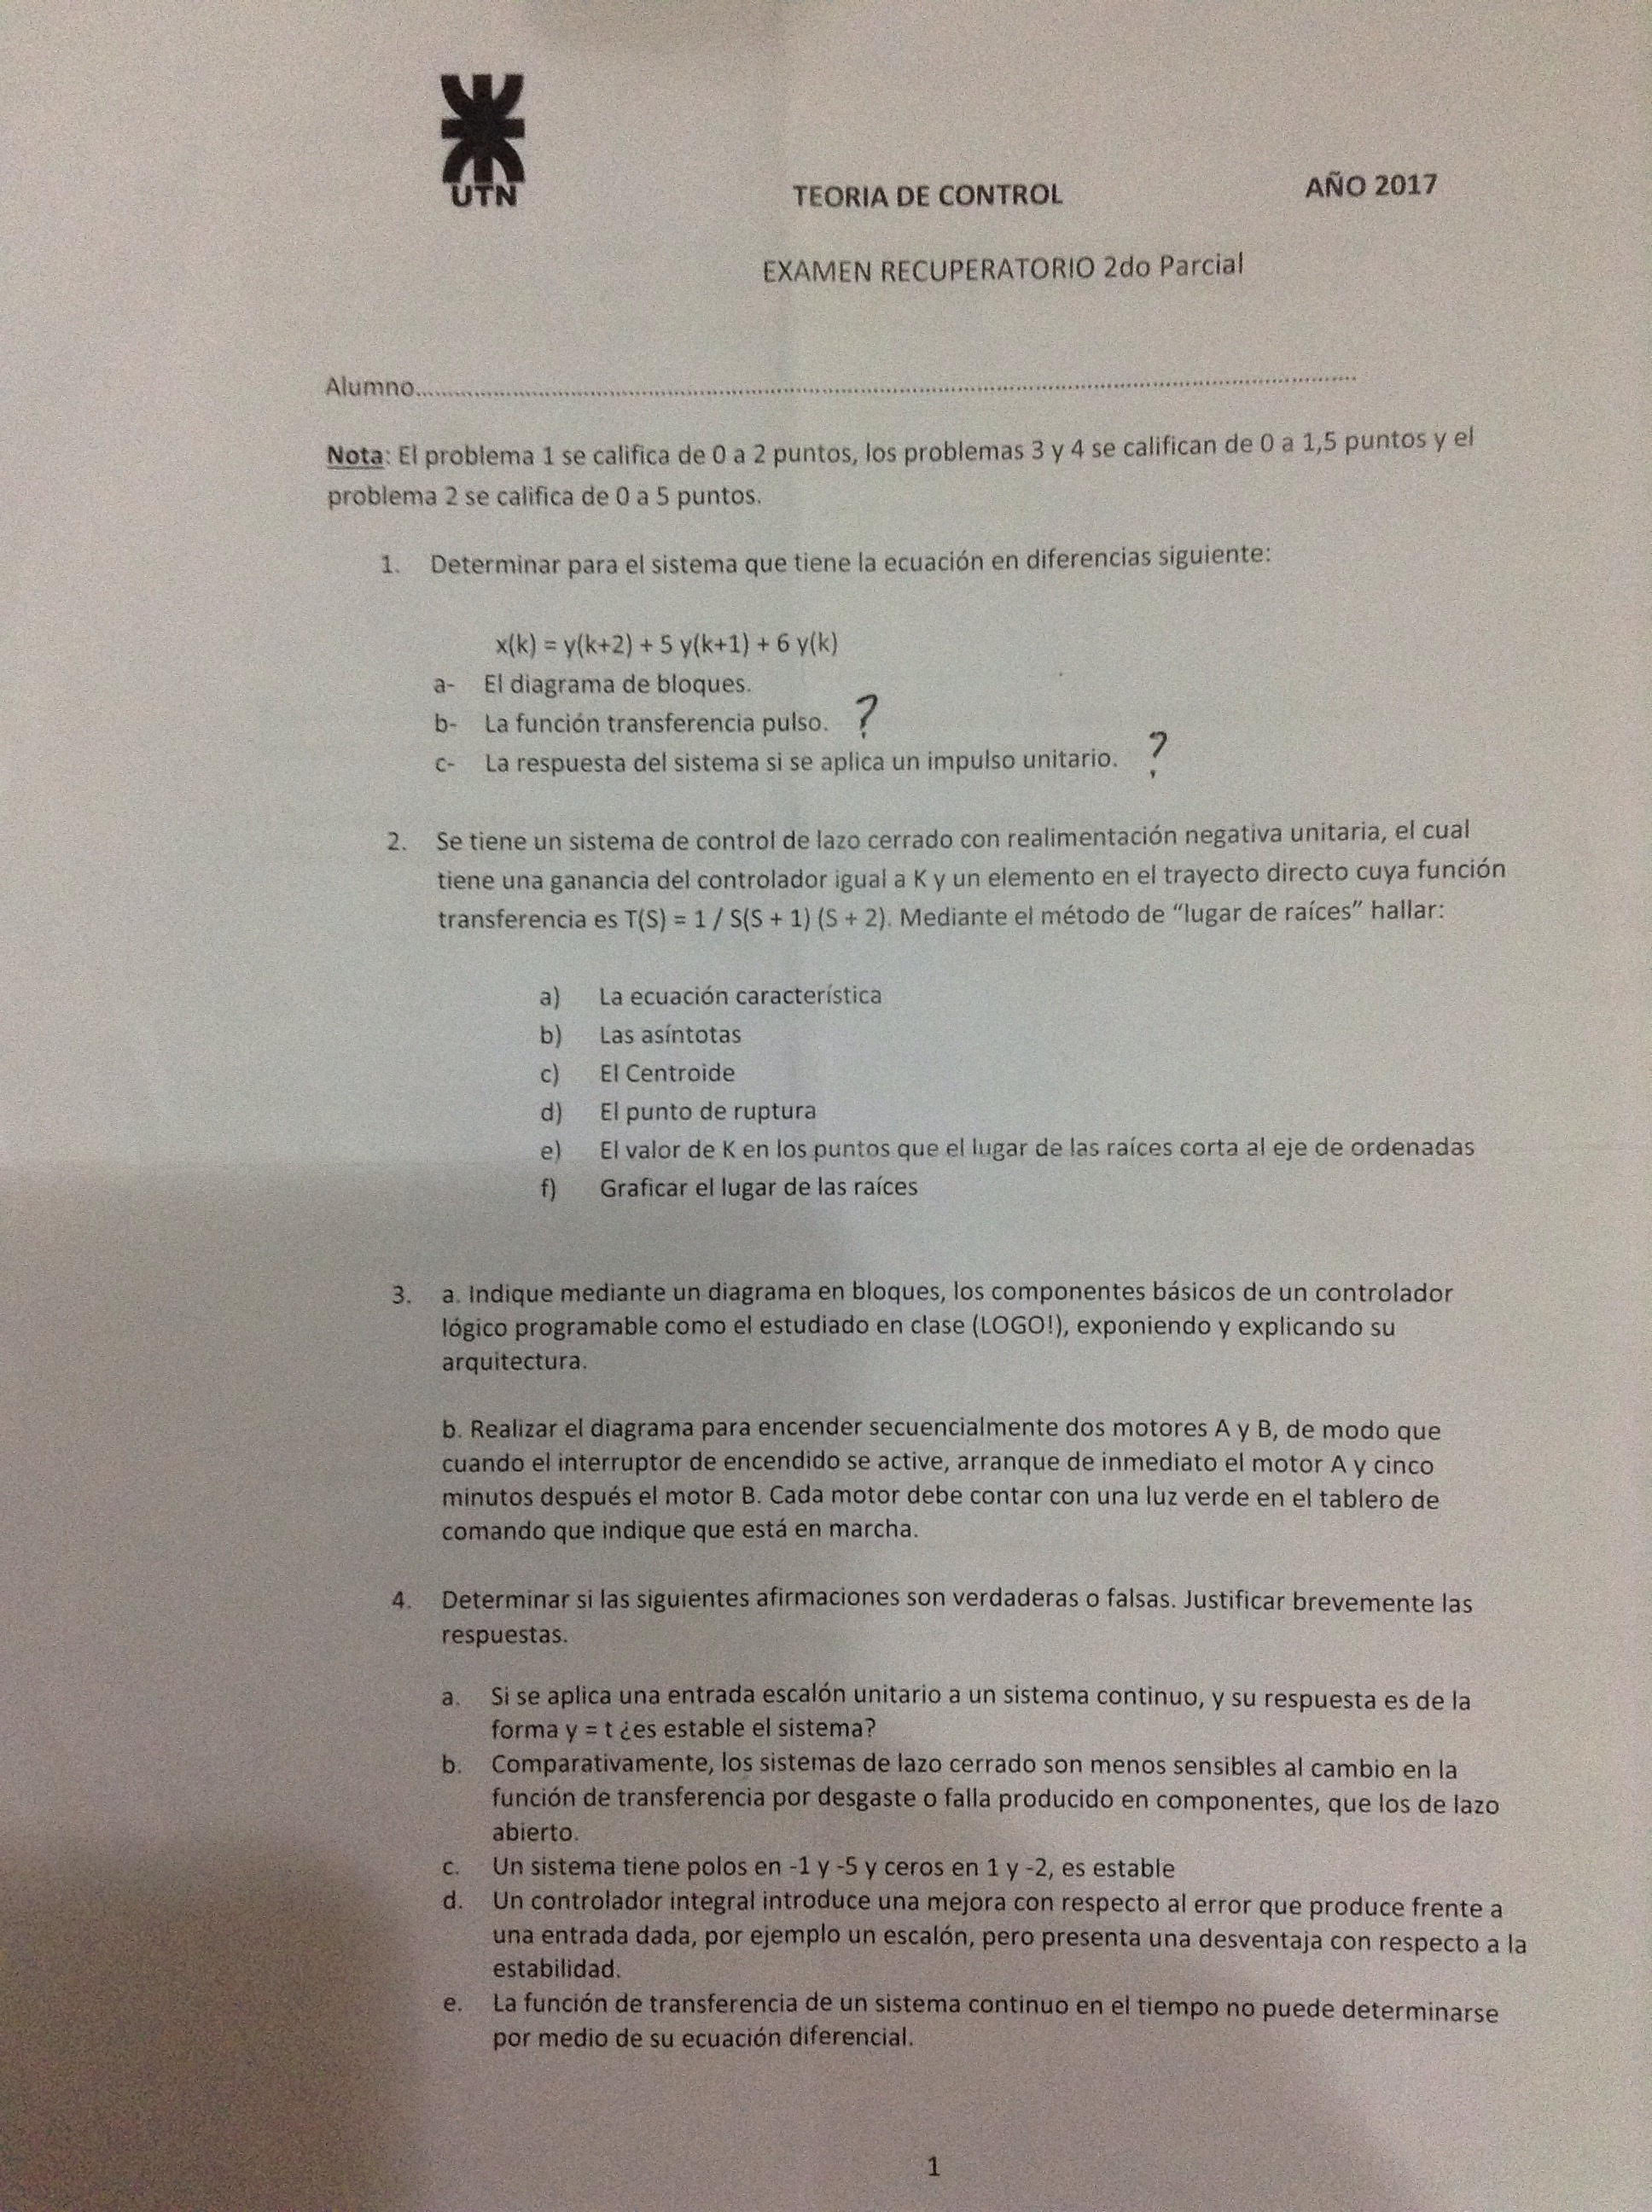 UTN
TEORIA DE CONTROL
AÑO 2017
EXAMEN RECUPERATORIO 2do Parcial
Alumno..........................................................................................................................................
Nota: El problema 1 se califica de 0 a 2 puntos, los problemas 3 y 4 se califican de 0 a 1,5 puntos y el
problema 2 se califica de 0 a 5 puntos.
1. Determinar para el sistema que tiene la ecuación en diferencias siguiente:
x(k) = y(k+2) + 5 y(k+1) + 6 y(k)
a- El diagrama de bloques.
b- La función transferencia pulso. ?
c- La respuesta del sistema si se aplica un impulso unitario. ?
2. Se tiene un sistema de control de lazo cerrado con realimentación negativa unitaria, el cual
tiene una ganancia del controlador igual a K y un elemento en el trayecto directo cuya función
transferencia es T(S) = 1 / S(S + 1) (S + 2). Mediante el método de “lugar de raíces” hallar:
a) La ecuación característica
b) Las asíntotas
c) El Centroide
d) El punto de ruptura
e) El valor de K en los puntos que el lugar de las raíces corta al eje de ordenadas
f) Graficar el lugar de las raíces
3. a. Indique mediante un diagrama en bloques, los componentes básicos de un controlador
lógico programable como el estudiado en clase (LOGO!), exponiendo y explicando su
arquitectura.
b. Realizar el diagrama para encender secuencialmente dos motores A y B, de modo que
cuando el interruptor de encendido se active, arranque de inmediato el motor A y cinco
minutos después el motor B. Cada motor debe contar con una luz verde en el tablero de
comando que indique que está en marcha.
4. Determinar si las siguientes afirmaciones son verdaderas o falsas. Justificar brevemente las
respuestas.
a. Si se aplica una entrada escalón unitario a un sistema continuo, y su respuesta es de la
forma y = t ¿es estable el sistema?
b. Comparativamente, los sistemas de lazo cerrado son menos sensibles al cambio en la
función de transferencia por desgaste o falla producido en componentes, que los de lazo
abierto.
c. Un sistema tiene polos en -1 y -5 y ceros en 1 y -2, es estable
d. Un controlador integral introduce una mejora con respecto al error que produce frente a
una entrada dada, por ejemplo un escalón, pero presenta una desventaja con respecto a la
estabilidad.
e. La función de transferencia de un sistema continuo en el tiempo no puede determinarse
por medio de su ecuación diferencial.
1